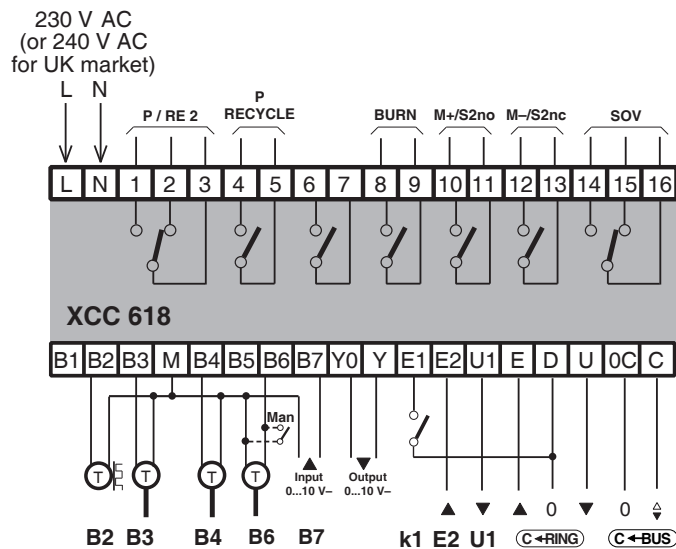 230 V AC
(or 240 V AC
for UK market)
L N
P / RE 2
P
RECYCLE
BURN
M+/S2no
M–/S2nc
SOV
L N 1 2 3 4 5 6 7 8 9 10 11 12 13 14 15 16
XCC 618
B1 B2 B3 M B4 B5 B6 B7 Y0 Y E1 E2 U1 E D U 0C C
Man
T T T T
Input
0...10 V–
Output
0...10 V–
0 0
B2 B3 B4 B6 B7 k1 E2 U1 C RING C BUS